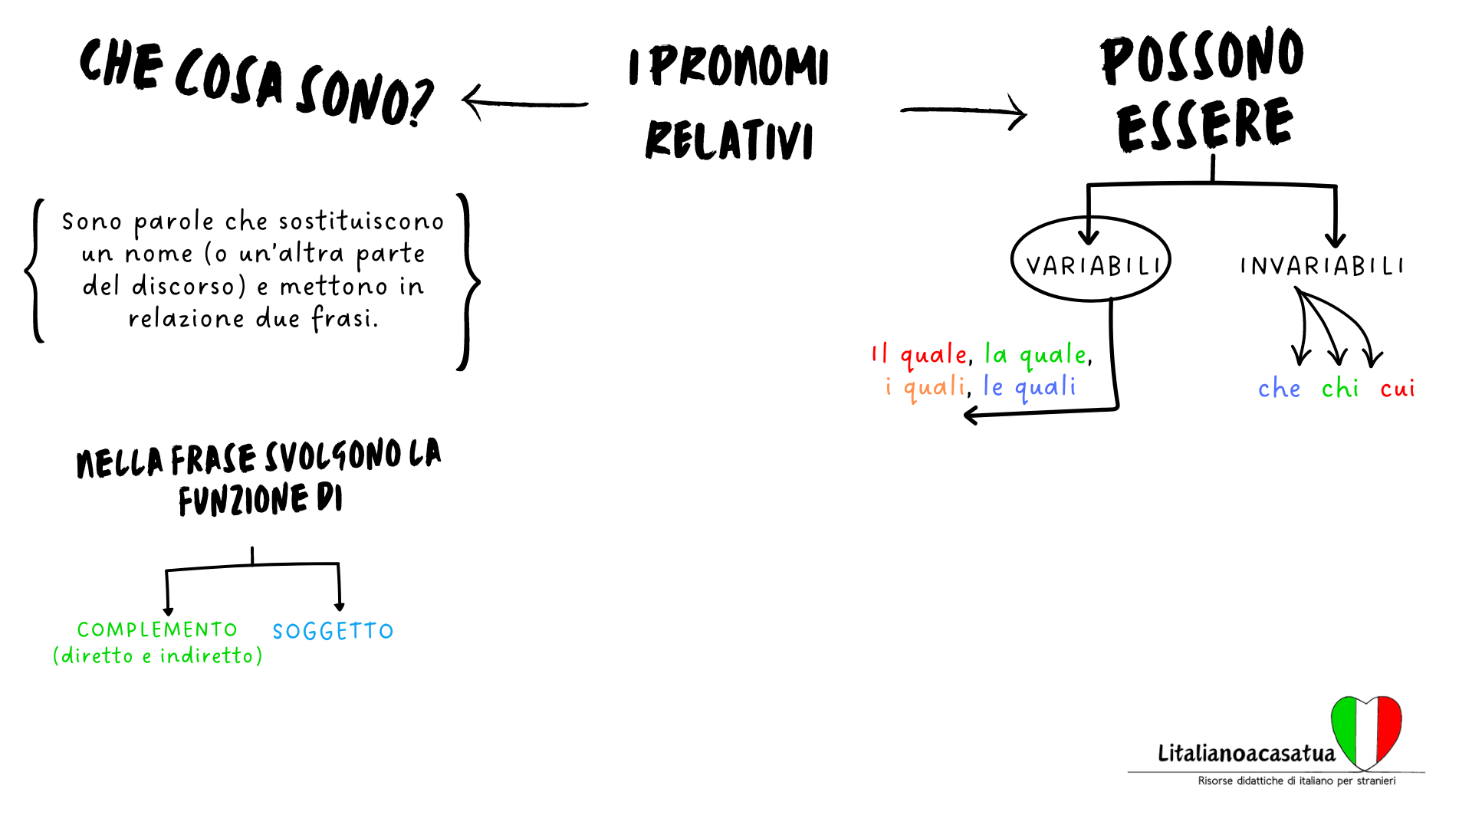 CHE COSA SONO?
I PRONOMI
RELATIVI
POSSONO
ESSERE
Sono parole che sostituiscono
un nome (o un'altra parte
del discorso) e mettono in
relazione due frasi.
VARIABILI
INVARIABILI
Il quale, la quale,
i quali, le quali
che chi cui
NELLA FRASE SVOLGONO LA
FUNZIONE DI
COMPLEMENTO
(diretto e indiretto)
SOGGETTO
Litalianoacasatua
Risorse didattiche di italiano per stranieri